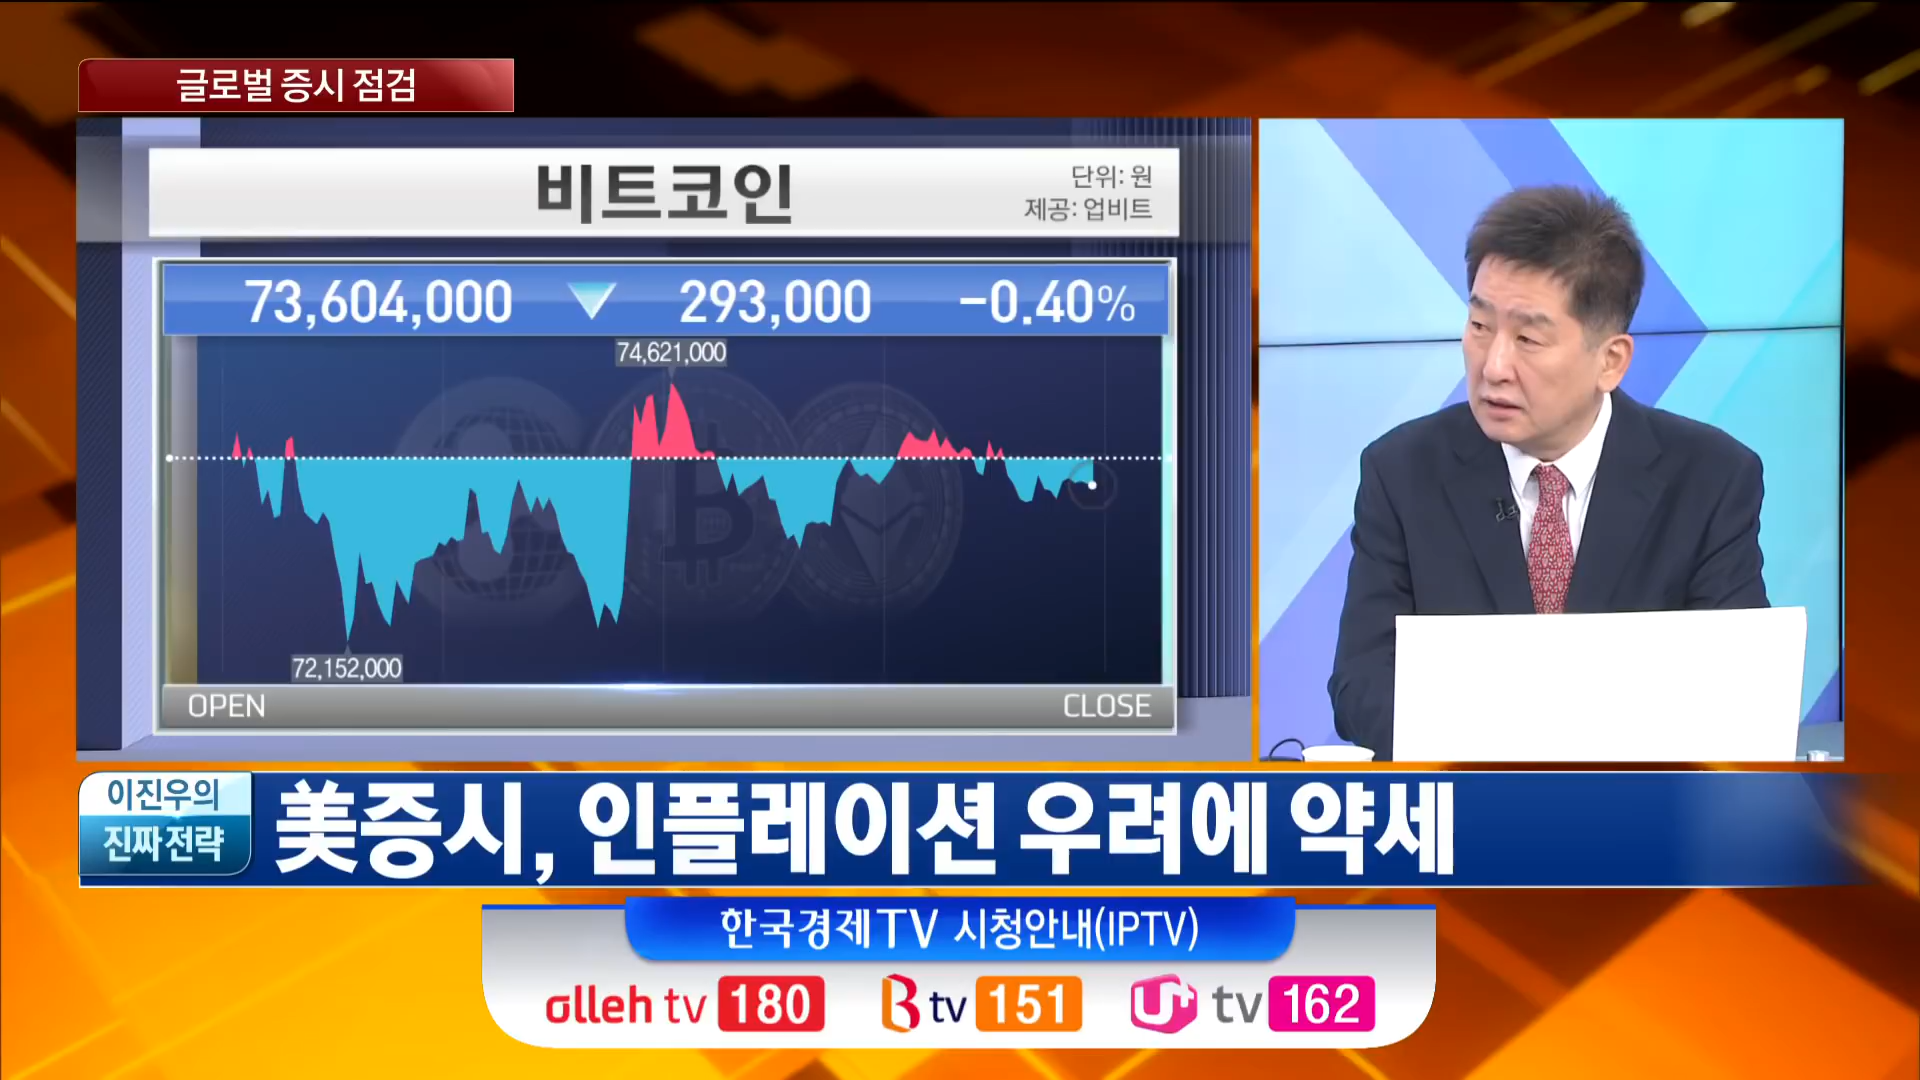 글로벌 증시 점검
비트코인
단위: 원
제공: 업비트
73,604,000 ▼ 293,000 -0.40%
74,621,000
72,152,000
OPEN
CLOSE
이진우의
진짜 전략
美증시, 인플레이션 우려에 약세
한국경제TV 시청안내(IPTV)
olleh tv 180 B tv 151 U+ tv 162